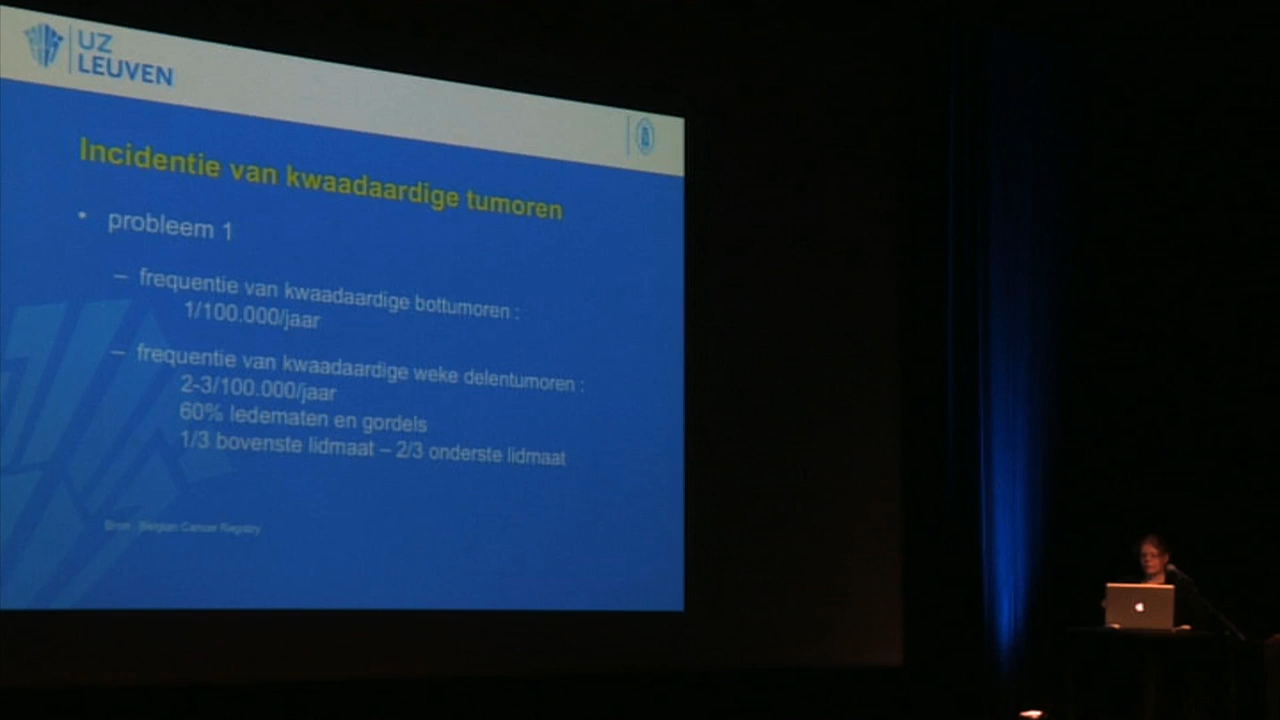 UZ
LEUVEN
Incidentie van kwaadaardige tumoren
• probleem 1
– frequentie van kwaadaardige bottumoren :
1/100.000/jaar
– frequentie van kwaadaardige weke delentumoren :
2-3/100.000/jaar
60% ledematen en gordels
1/3 bovenste lidmaat – 2/3 onderste lidmaat
Bron : Belgian Cancer Registry